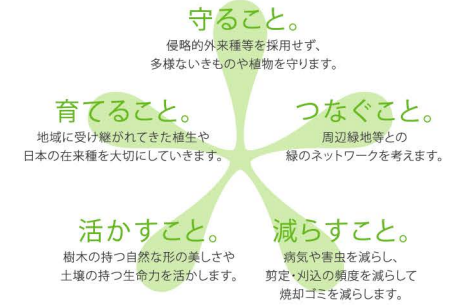 守ること。
侵略的外来種等を採用せず、
多様ないきものや植物を守ります。
育てること。
地域に受け継がれてきた植生や
日本の在来種を大切にしていきます。
つなぐこと。
周辺緑地等との
緑のネットワークを考えます。
活かすこと。
樹木の持つ自然な形の美しさや
土壌の持つ生命力を活かします。
減らすこと。
病気や害虫を減らし、
剪定・刈込の頻度を減らして
焼却ゴミを減らします。